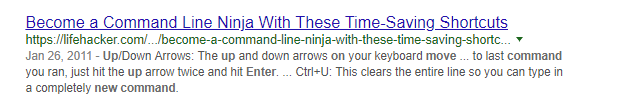 Become a Command Line Ninja With These Time-Saving Shortcuts
https://lifehacker.com/.../become-a-command-line-ninja-with-these-time-saving-shortc...
Jan 26, 2011 - Up/Down Arrows: The up and down arrows on your keyboard move ... to last command
you ran, just hit the up arrow twice and hit Enter. ... Ctrl+U: This clears the entire line so you can type in
a completely new command.